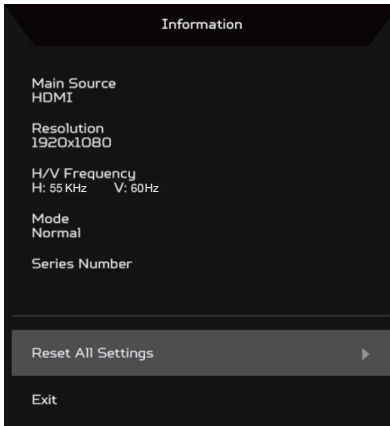 Information
Main Source
HDMI
Resolution
1920x1080
H/V Frequency
H: 55 KHz V: 60Hz
Mode
Normal
Series Number
Reset All Settings
Exit